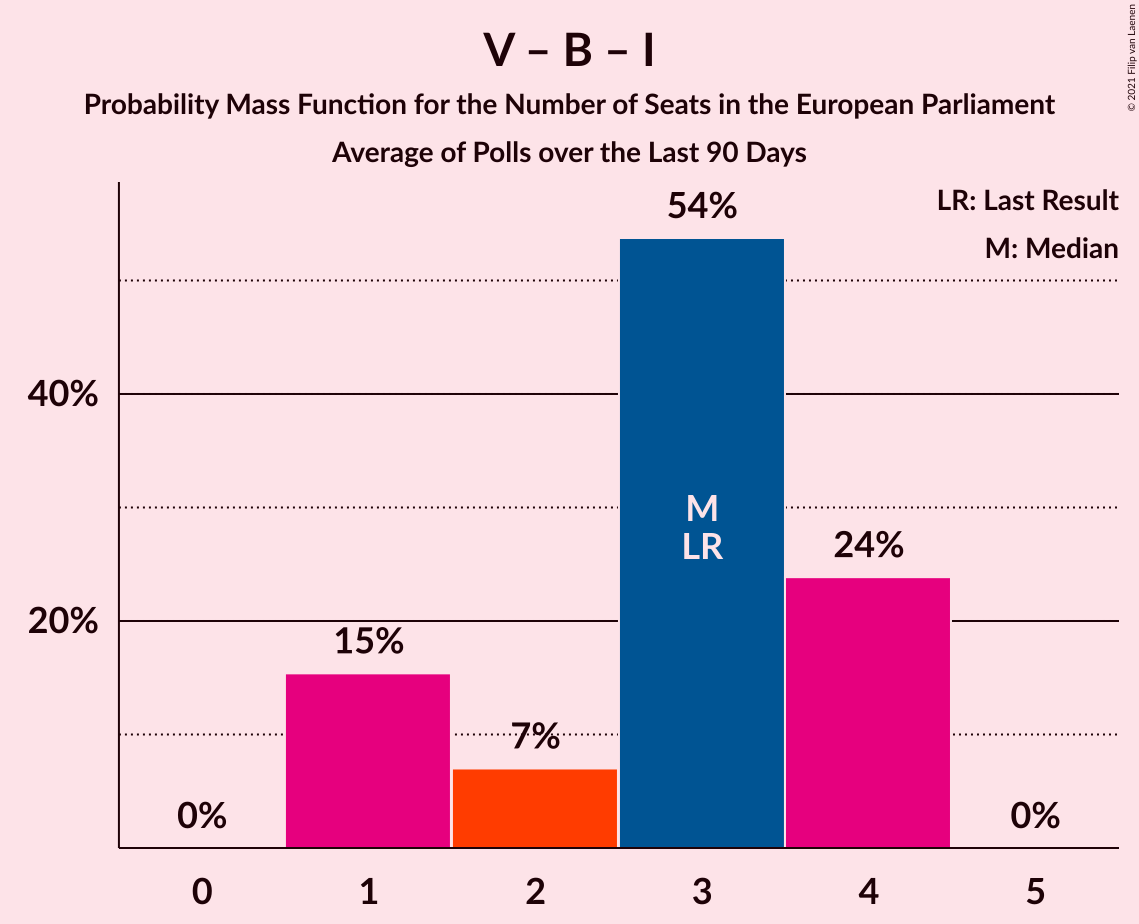 V – B – I
Probability Mass Function for the Number of Seats in the European Parliament
Average of Polls over the Last 90 Days
© 2021 Filip van Laenen
LR: Last Result
M: Median
54%
40%
M
LR
24%
20%
15%
7%
0%
0%
0 1 2 3 4 5